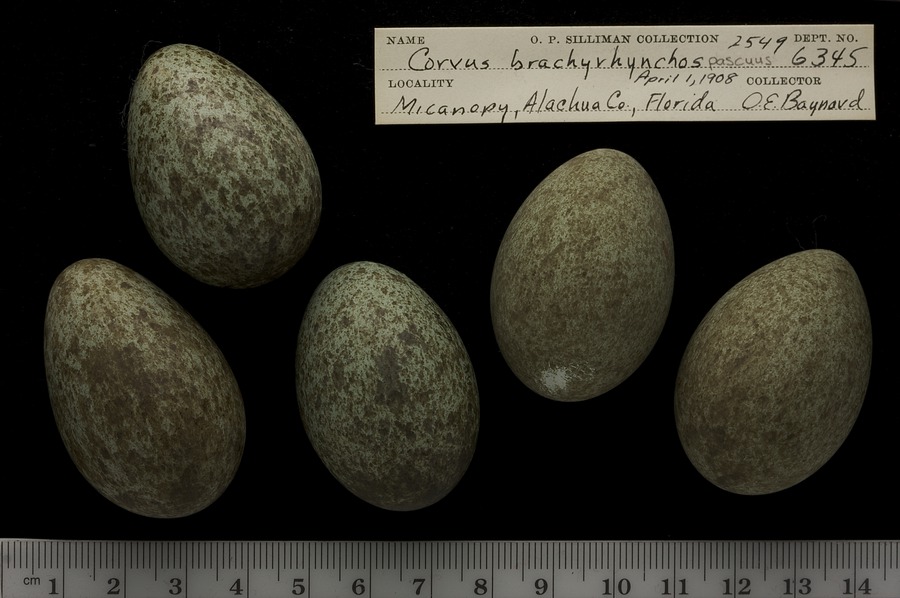 NAME O. P. SILLIMAN COLLECTION 2549 DEPT. NO.
Corvus brachyrhynchos pascuus 6345
LOCALITY April 1, 1908 COLLECTOR
Micanopy, Alachua Co., Florida O.E. Baynard
cm 1 2 3 4 5 6 7 8 9 10 11 12 13 14